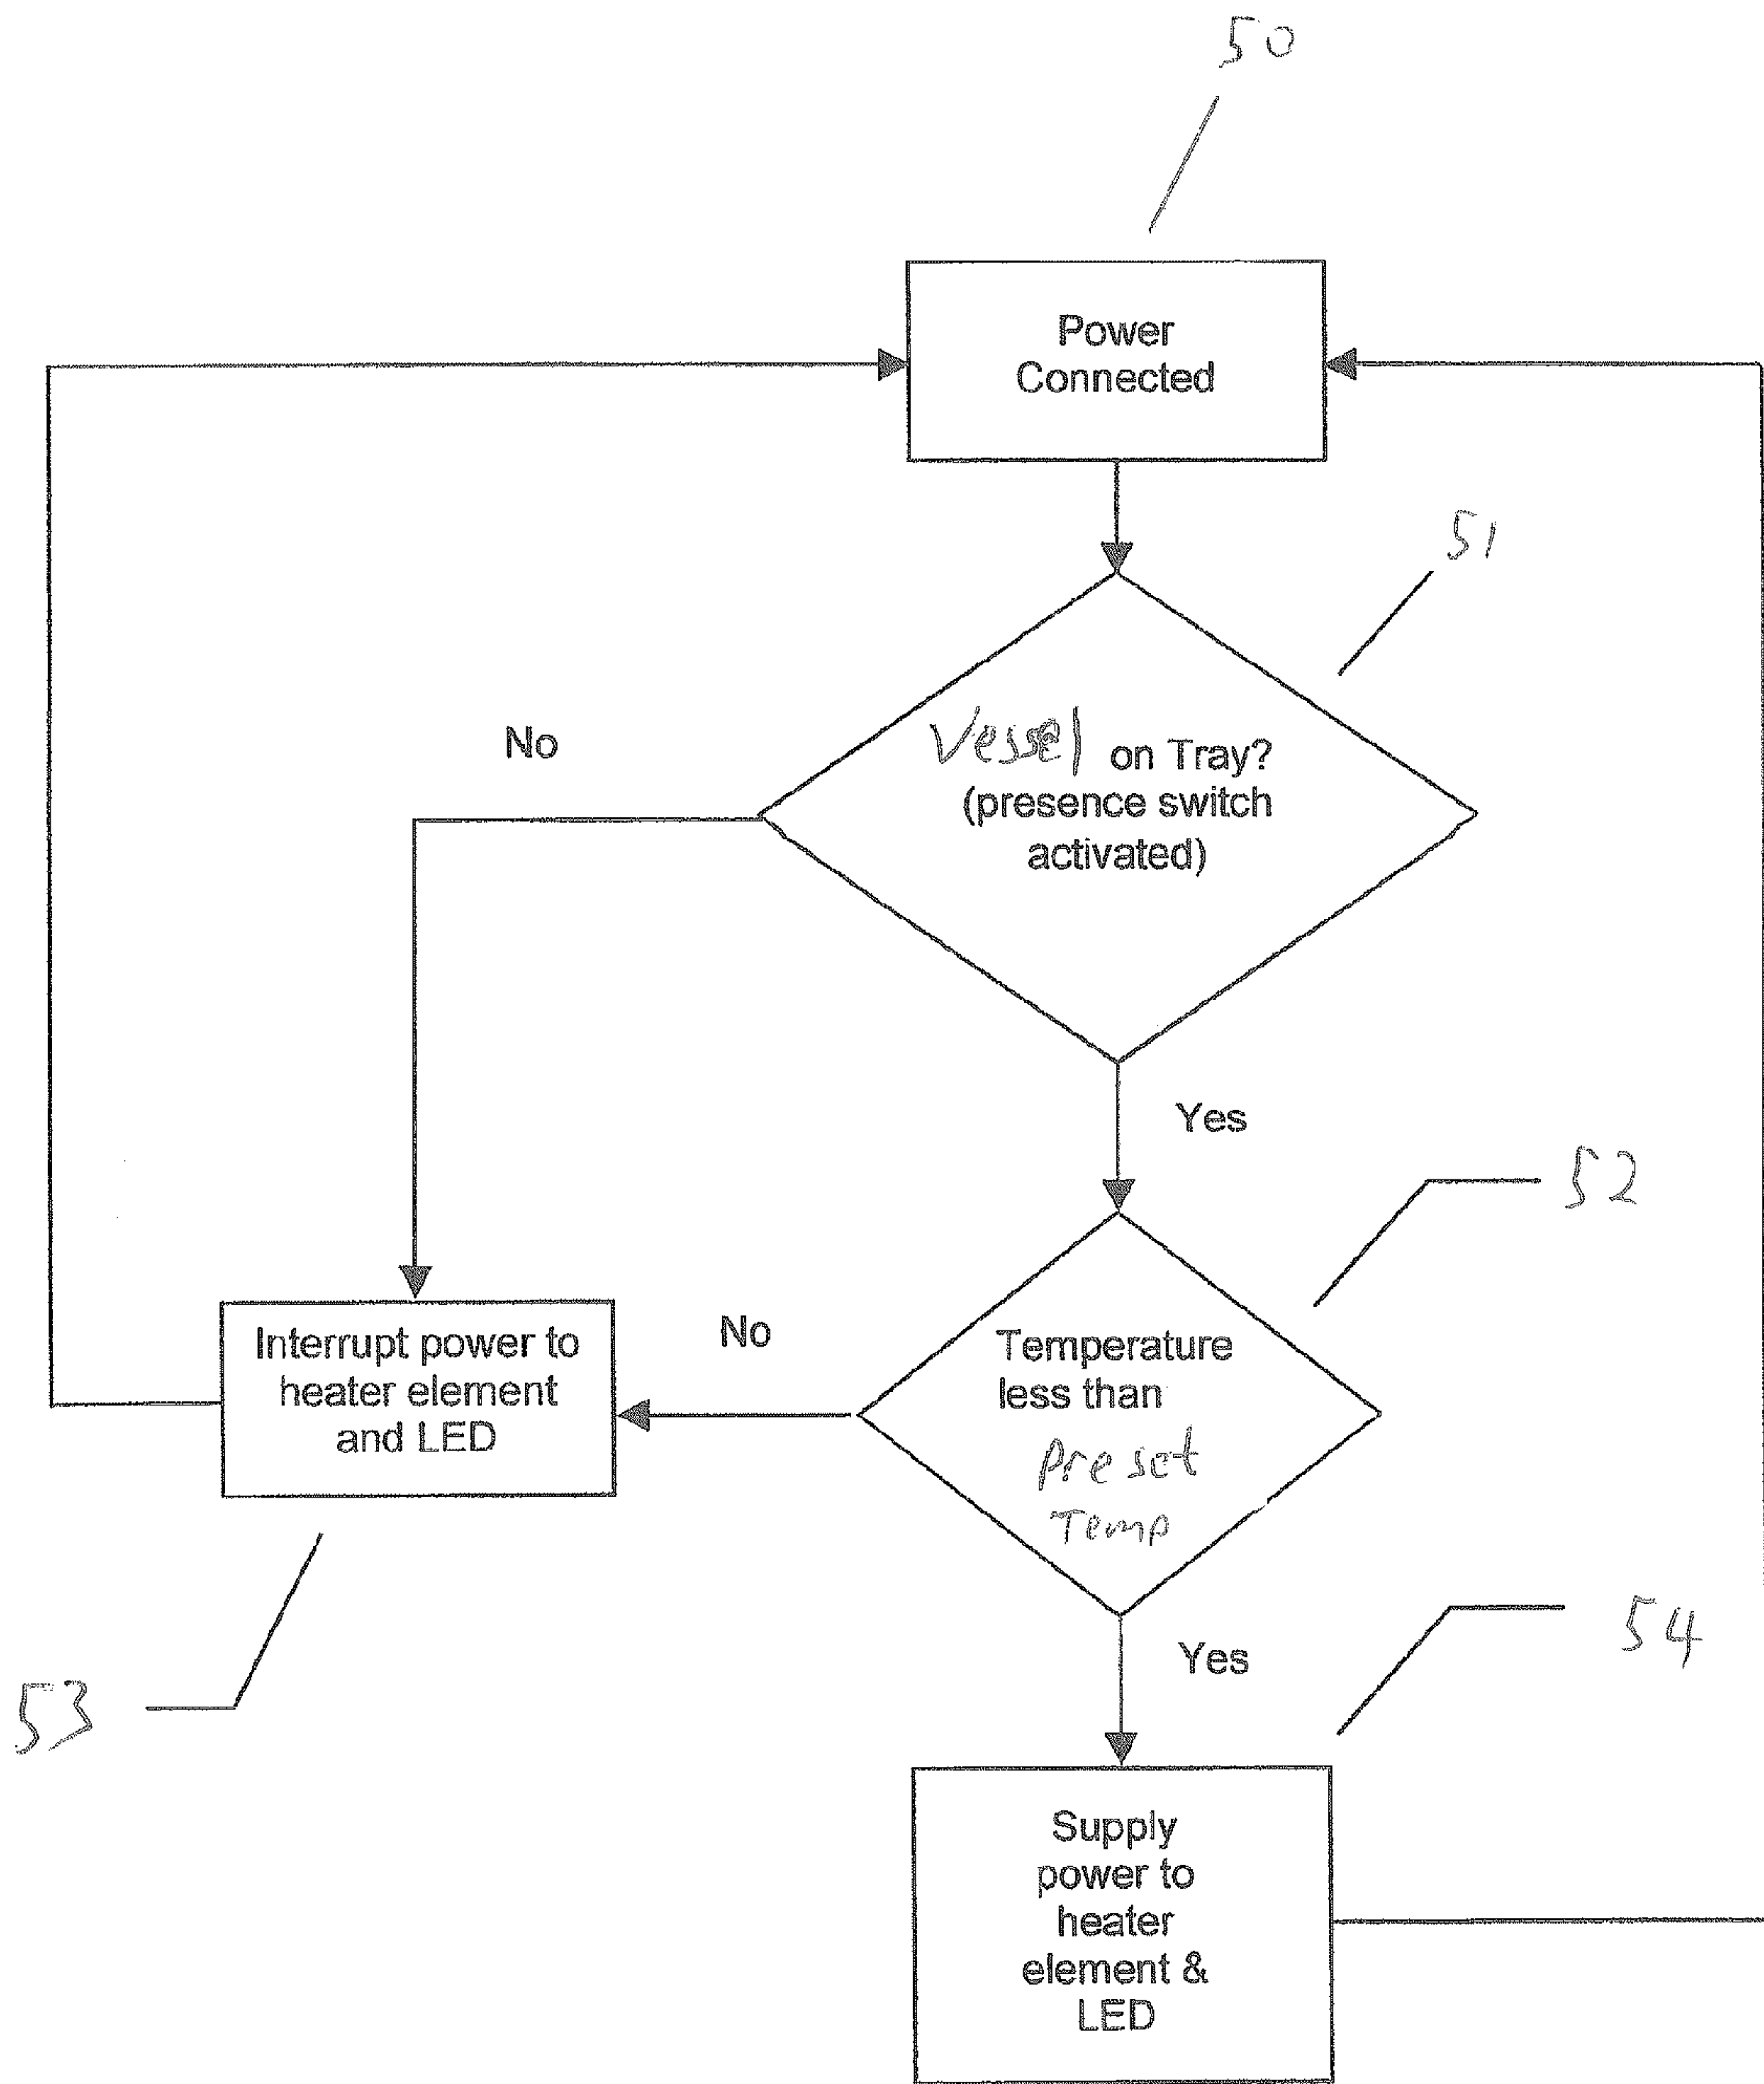 50
Power
Connected
51
No
Vessel on Tray?
(presence switch
activated)
Yes
52
Interrupt power to
heater element
and LED
No
Temperature
less than
Preset
Temp
53
Yes
54
Supply
power to
heater
element &
LED